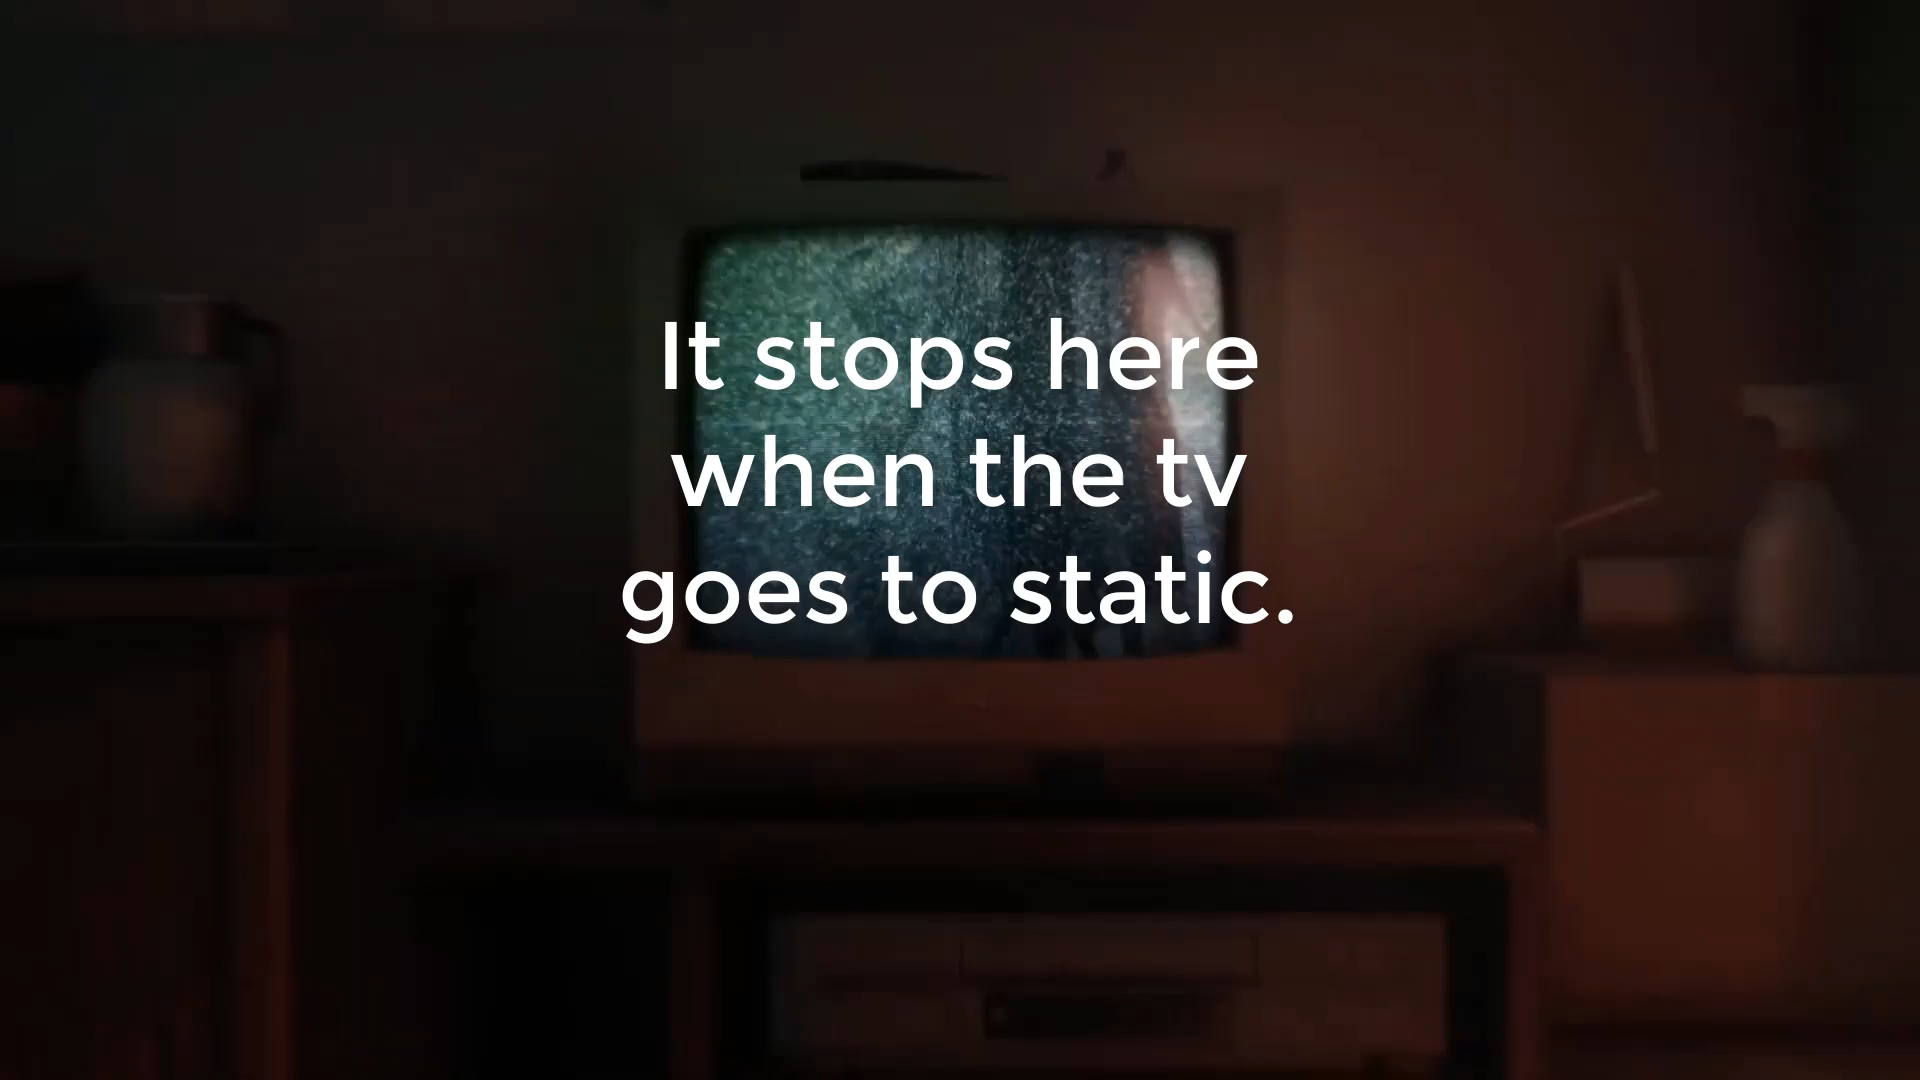 It stops here
when the tv
goes to static.